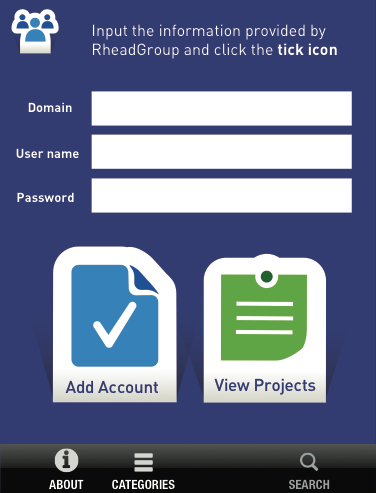 Input the information provided by
RheadGroup and click the tick icon
Domain
User name
Password
Add Account
View Projects
ABOUT
CATEGORIES
SEARCH